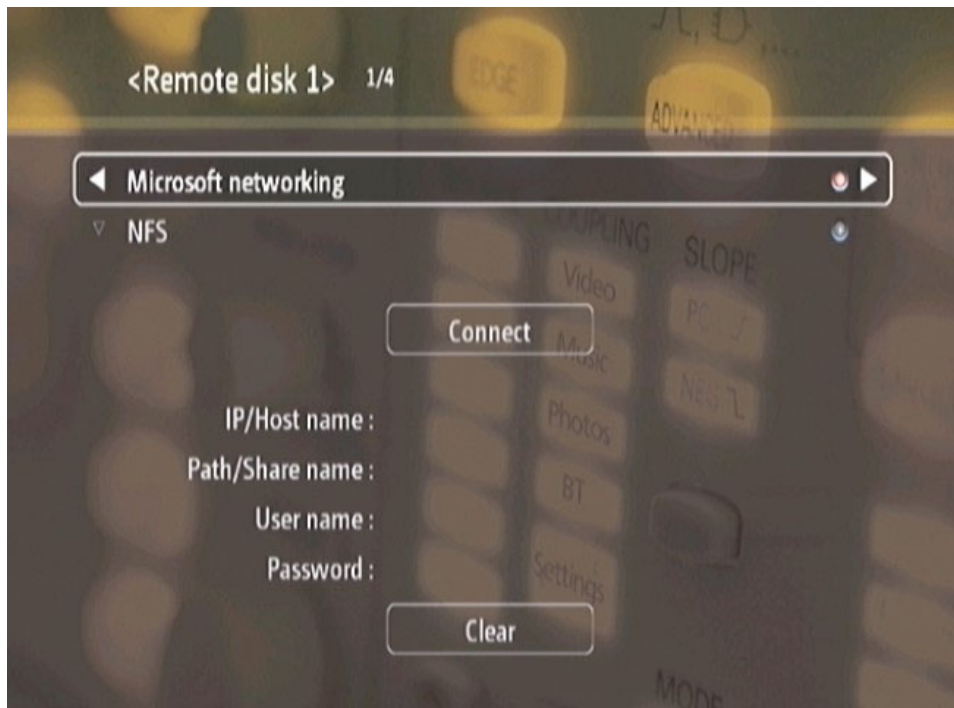 <Remote disk 1> 1/4
EDGE
ADVANCED
Microsoft networking
NFS
COUPLING
SLOPE
Video
Connect
Music
NEG
IP/Host name :
Photos
Path/Share name :
BT
User name :
Password :
Settings
Clear
MODE